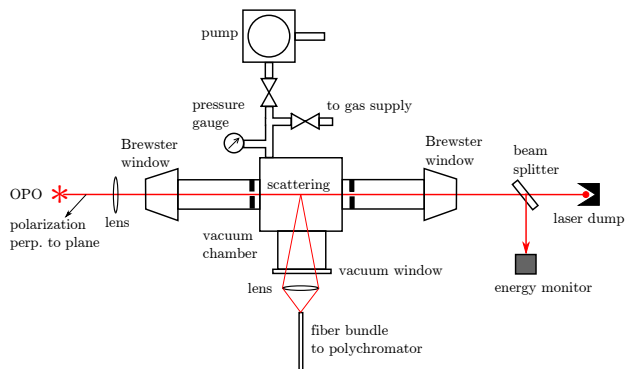 pump
pressure
gauge
to gas supply
Brewster
window
Brewster
window
beam
splitter
OPO
scattering
polarization
perp. to plane
lens
laser dump
vacuum
chamber
vacuum window
lens
energy monitor
fiber bundle
to polychromator